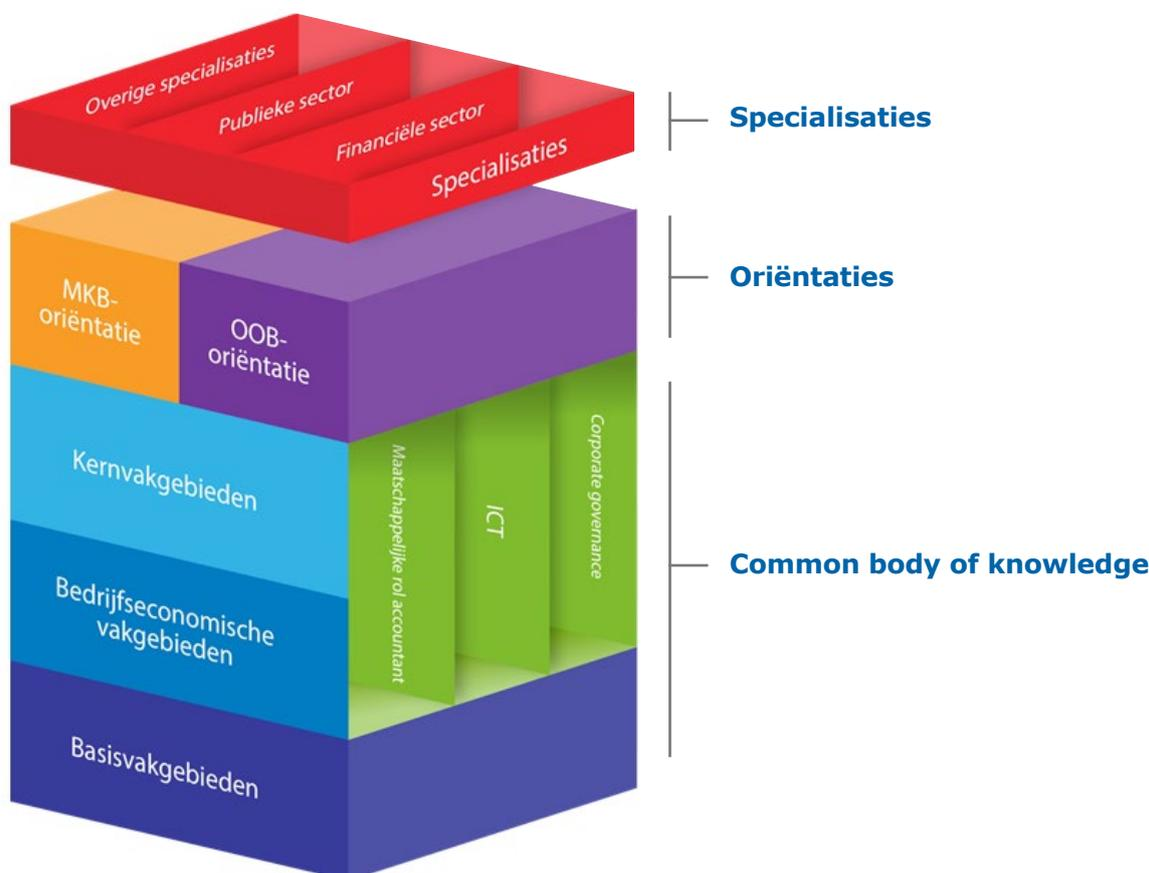 Overige specialisaties
Publieke sector
Financiële sector
Specialisaties
Specialisaties
MKB-
oriëntatie
OOB-
oriëntatie
Oriëntaties
Kernvakgebieden
Bedrijfseconomische
vakgebieden
Basisvakgebieden
Maatschappelijke rol accountant
ICT
Corporate governance
Common body of knowledge